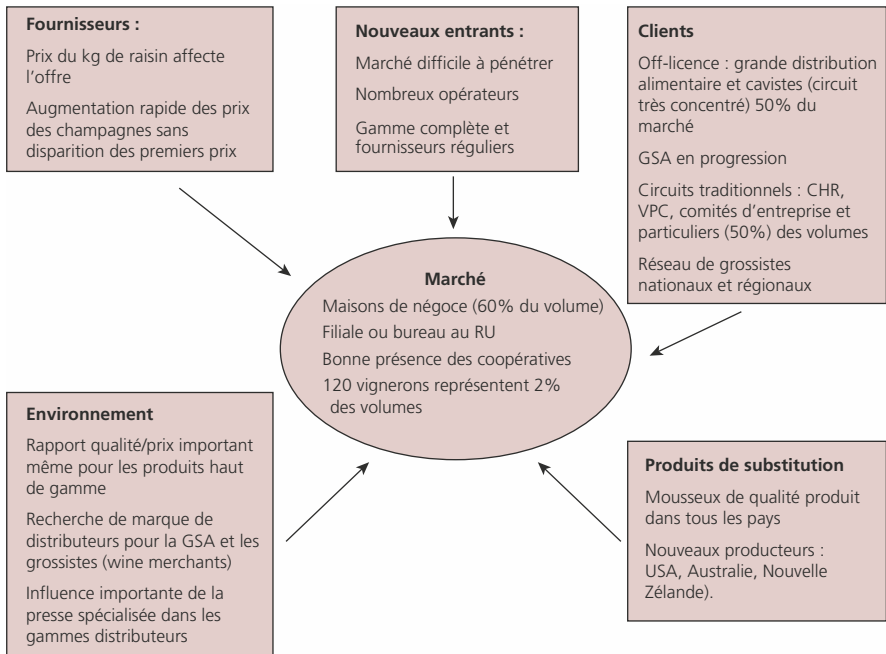 Fournisseurs :
Prix du kg de raisin affecte
l’offre
Augmentation rapide des prix
des champagnes sans
disparition des premiers prix
Nouveaux entrants :
Marché difficile à pénétrer
Nombreux opérateurs
Gamme complète et
fournisseurs réguliers
Clients
Off-licence : grande distribution
alimentaire et cavistes (circuit
très concentré) 50% du
marché
GSA en progression
Circuits traditionnels : CHR,
VPC, comités d’entreprise et
particuliers (50%) des volumes
Réseau de grossistes
nationaux et régionaux
Marché
Maisons de négoce (60% du volume)
Filiale ou bureau au RU
Bonne présence des coopératives
120 vignerons représentent 2%
des volumes
Environnement
Rapport qualité/prix important
même pour les produits haut
de gamme
Recherche de marque de
distributeurs pour la GSA et les
grossistes (wine merchants)
Influence importante de la
presse spécialisée dans les
gammes distributeurs
Produits de substitution
Mousseux de qualité produit
dans tous les pays
Nouveaux producteurs :
USA, Australie, Nouvelle
Zélande).